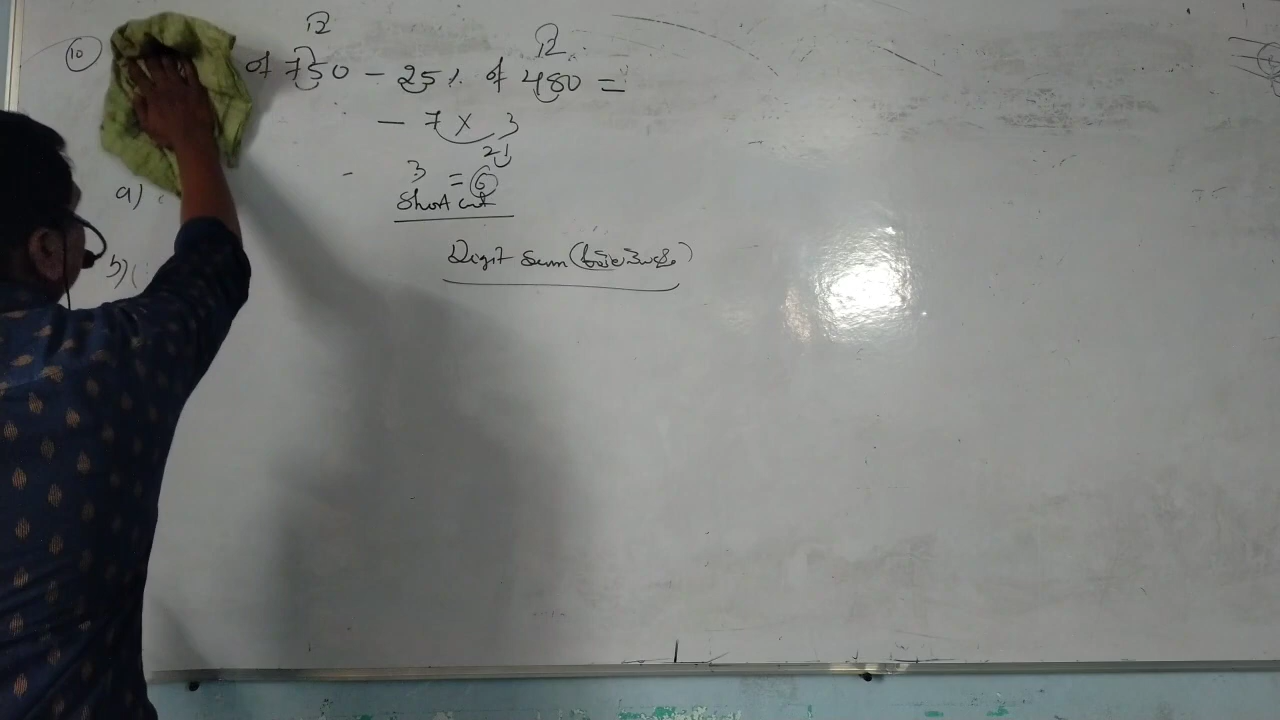 12 12
10 of 750 - 25% of 480 =
- 7 x 3
21
- 3 = 6
a)
Short cut
b)
Digit Sum (